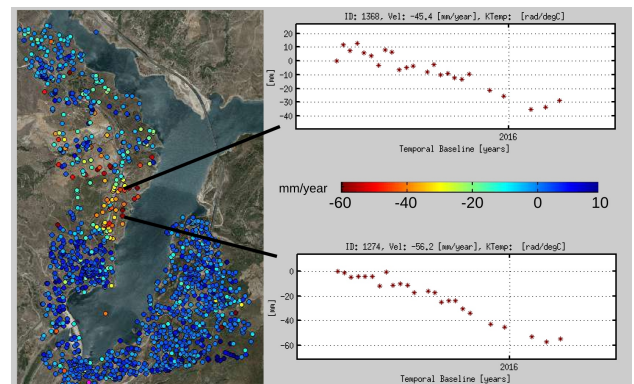 ID: 1368, Vel: -45.4 [mm/year], KTemp:  [rad/degC]
20
10
0
-10
-20
-30
-40
[mm]
2016
Temporal Baseline [years]
mm/year
-60 -40 -20 0 10
ID: 1274, Vel: -56.2 [mm/year], KTemp:  [rad/degC]
0
-20
-40
-60
[mm]
2016
Temporal Baseline [years]